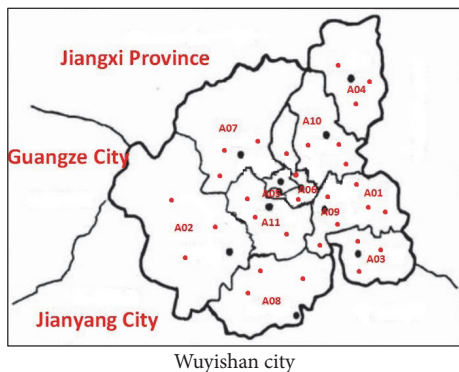 Jiangxi Province
A04
A10
A07
Guangze City
A05
A06
A01
A02
A09
A11
A03
A08
Jianyang City
Wuyishan city